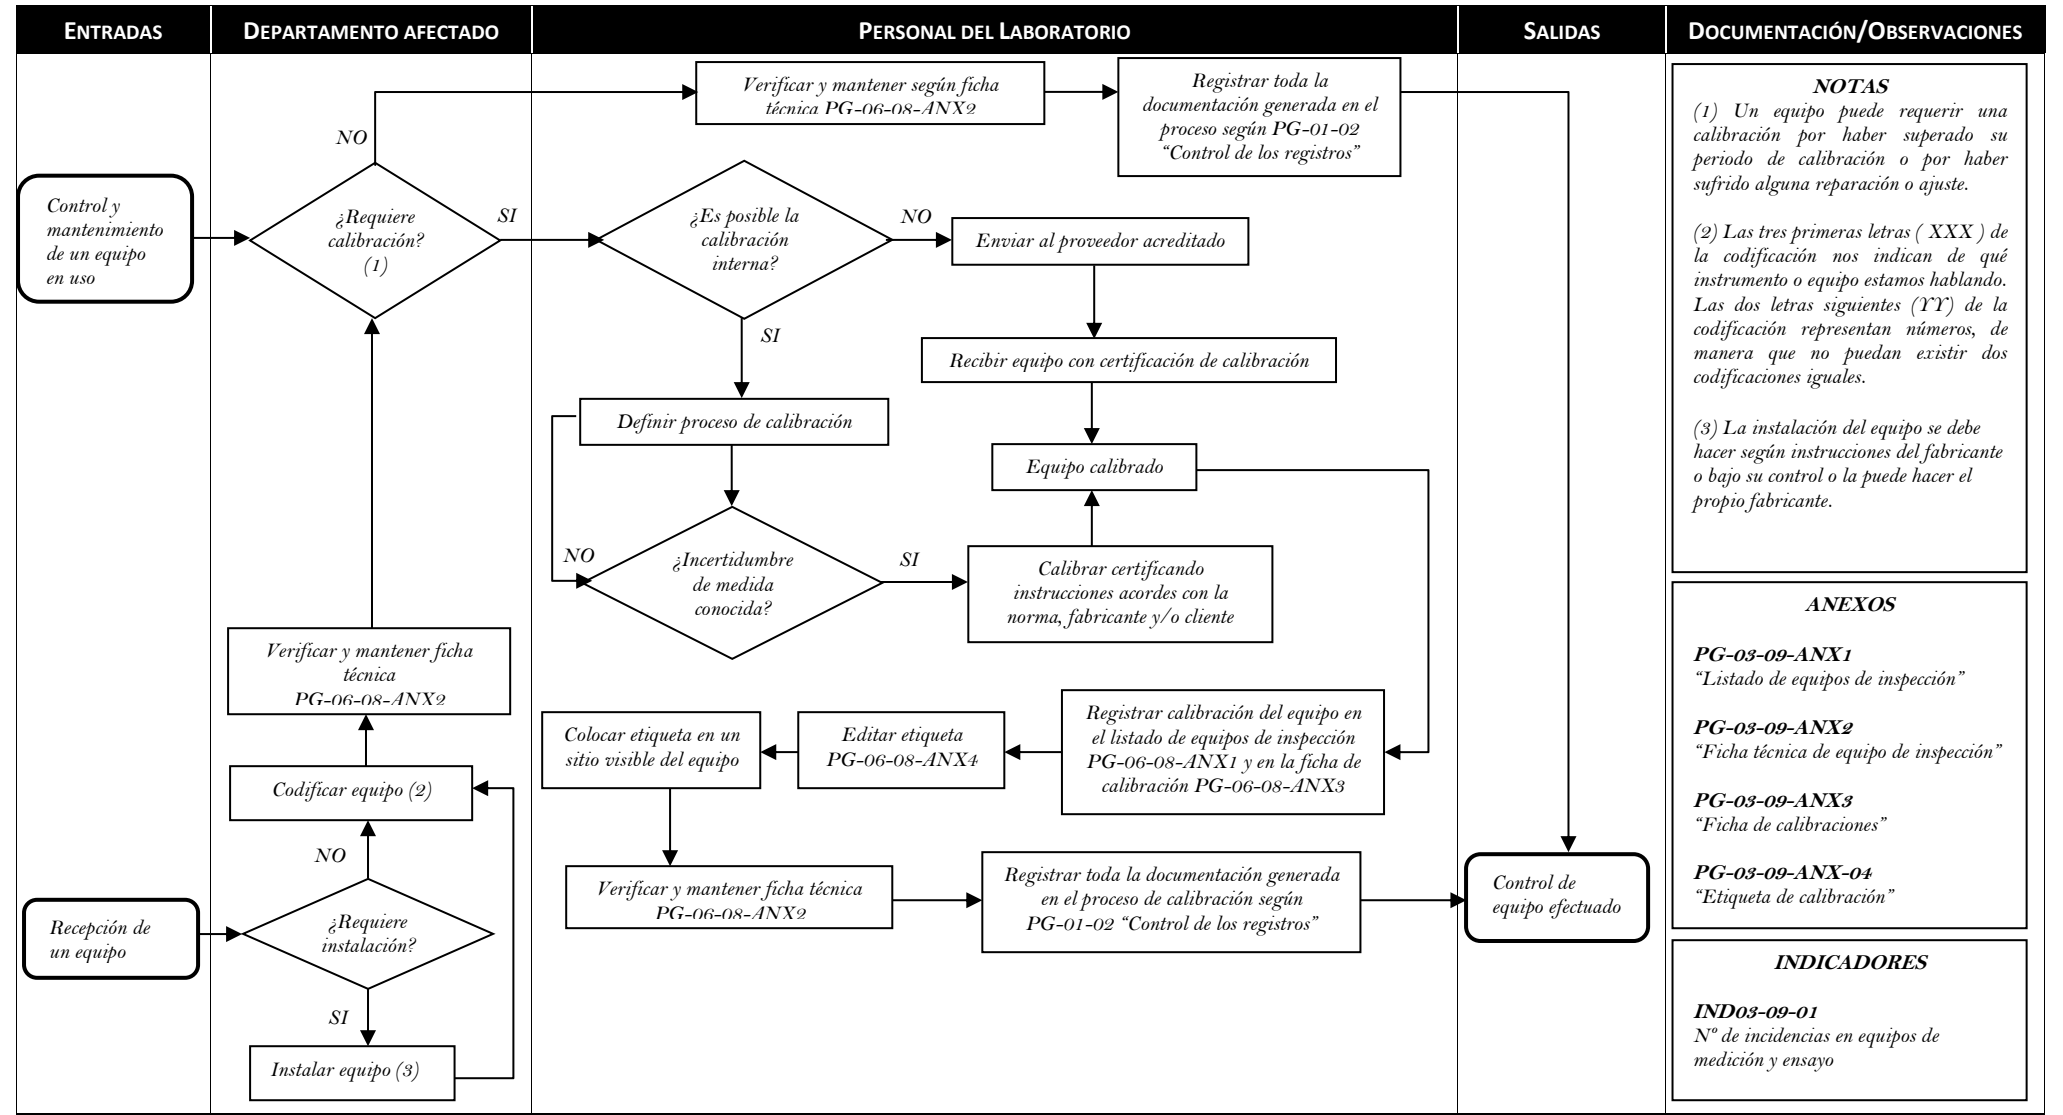 ENTRADAS
DEPARTAMENTO AFECTADO
PERSONAL DEL LABORATORIO
SALIDAS
DOCUMENTACIÓN/OBSERVACIONES
Control y
mantenimiento
de un equipo
en uso
Recepción de
un equipo
NO
¿Requiere
calibración?
(1)
SI
Verificar y mantener ficha
técnica
PG-06-08-ANX2
Codificar equipo (2)
NO
¿Requiere
instalación?
SI
Instalar equipo (3)
Verificar y mantener según ficha
técnica PG-06-08-ANX2
Registrar toda la
documentación generada en el
proceso según PG-01-02
“Control de los registros”
¿Es posible la
calibración
interna?
NO
Enviar al proveedor acreditado
SI
Recibir equipo con certificación de calibración
Definir proceso de calibración
Equipo calibrado
NO
¿Incertidumbre
de medida
conocida?
SI
Calibrar certificando
instrucciones acordes con la
norma, fabricante y/o cliente
Colocar etiqueta en un
sitio visible del equipo
Editar etiqueta
PG-06-08-ANX4
Registrar calibración del equipo en
el listado de equipos de inspección
PG-06-08-ANX1 y en la ficha de
calibración PG-06-08-ANX3
Verificar y mantener ficha técnica
PG-06-08-ANX2
Registrar toda la documentación generada
en el proceso de calibración según
PG-01-02 “Control de los registros”
Control de
equipo efectuado
NOTAS
(1) Un equipo puede requerir una
calibración por haber superado su
periodo de calibración o por haber
sufrido alguna reparación o ajuste.
(2) Las tres primeras letras ( XXX ) de
la codificación nos indican de qué
instrumento o equipo estamos hablando.
Las dos letras siguientes (YY) de la
codificación representan números, de
manera que no puedan existir dos
codificaciones iguales.
(3) La instalación del equipo se debe
hacer según instrucciones del fabricante
o bajo su control o la puede hacer el
propio fabricante.
ANEXOS
PG-03-09-ANX1
“Listado de equipos de inspección”
PG-03-09-ANX2
“Ficha técnica de equipo de inspección”
PG-03-09-ANX3
“Ficha de calibraciones”
PG-03-09-ANX-04
“Etiqueta de calibración”
INDICADORES
IND03-09-01
Nº de incidencias en equipos de
medición y ensayo